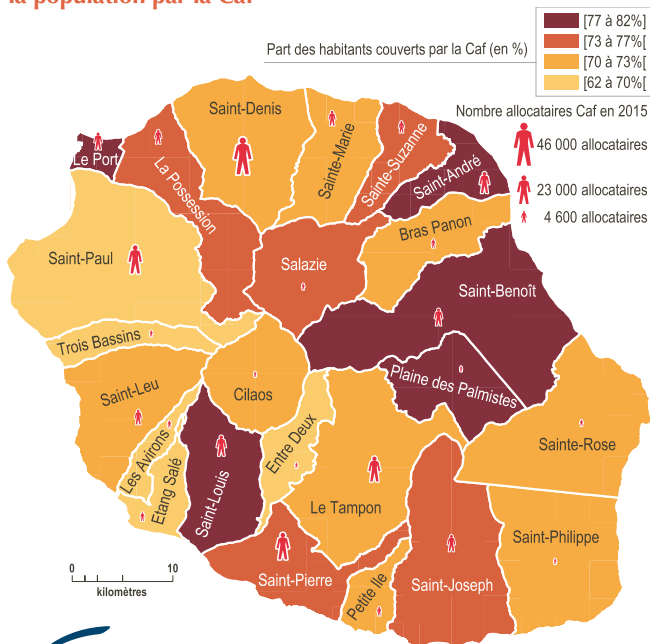 la population par la Caf
[77 à 82%]
Part des habitants couverts par la Caf (en %)
[73 à 77%[
[70 à 73%[
[62 à 70%[
Nombre allocataires Caf en 2015
46 000 allocataires
23 000 allocataires
4 600 allocataires
Saint-Denis
Sainte-Marie
Sainte-Suzanne
Le Port
La Possession
Saint-André
Bras Panon
Saint-Paul
Salazie
Saint-Benoît
Trois Bassins
Plaine des Palmistes
Saint-Leu
Cilaos
Les Avirons
Etang Salé
Saint-Louis
Entre Deux
Sainte-Rose
Le Tampon
Saint-Philippe
Saint-Pierre
Petite Ile
Saint-Joseph
0 10
kilomètres